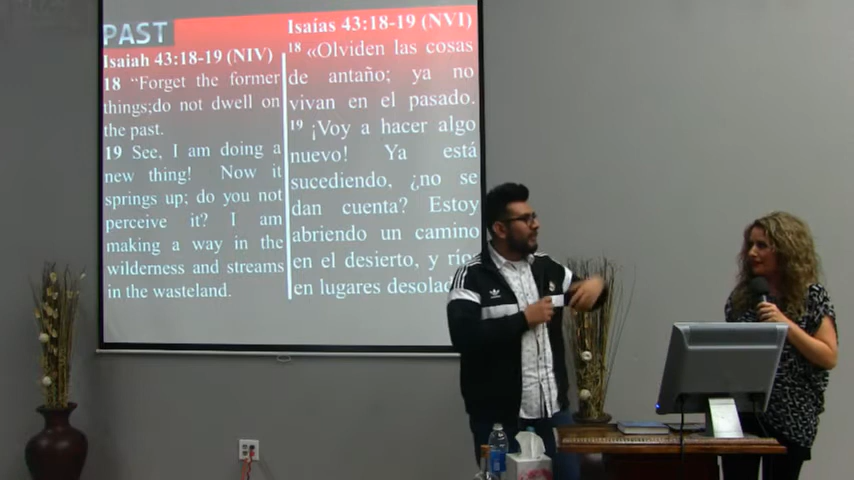 PAST
Isaiah 43:18-19 (NIV)
18 “Forget the former
things;do not dwell on
the past.
19 See, I am doing a
new thing! Now it
springs up; do you not
perceive it? I am
making a way in the
wilderness and streams
in the wasteland.
Isaías 43:18-19 (NVI)
18 «Olviden las cosas
de antaño; ya no
vivan en el pasado.
19 ¡Voy a hacer algo
nuevo! Ya está
sucediendo, ¿no se
dan cuenta? Estoy
abriendo un camino
en el desierto, y
en lugares